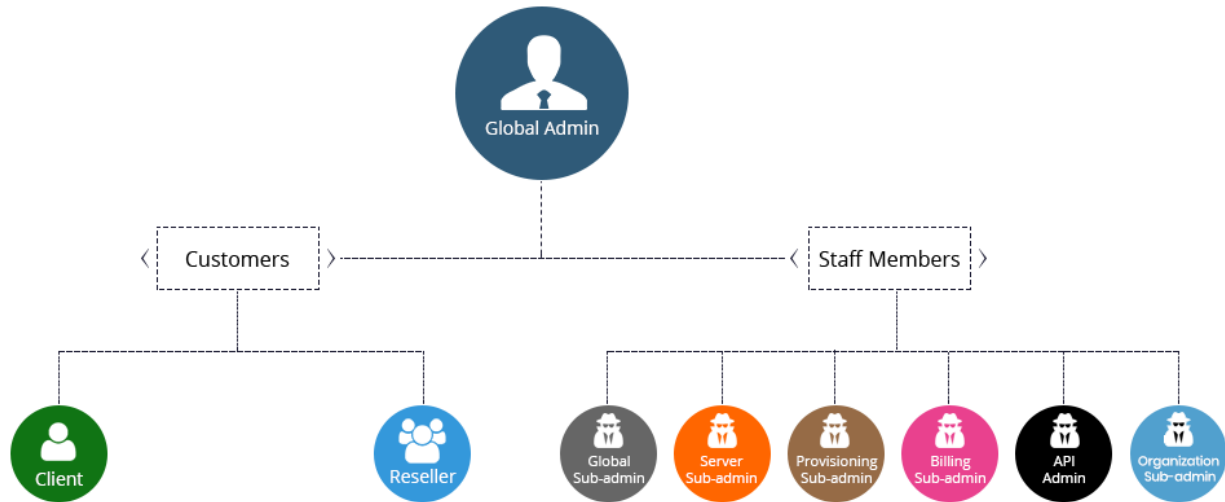 Global Admin
Customers
Staff Members
Client
Reseller
Global
Sub-admin
Server
Sub-admin
Provisioning
Sub-admin
Billing
Sub-admin
API
Admin
Organization
Sub-admin